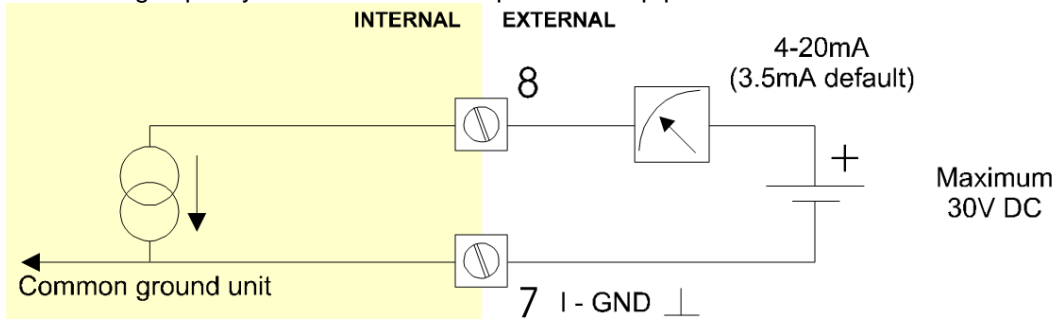 INTERNAL EXTERNAL
4-20mA
(3.5mA default)
8
+
Maximum
30V DC
Common ground unit
7 I - GND